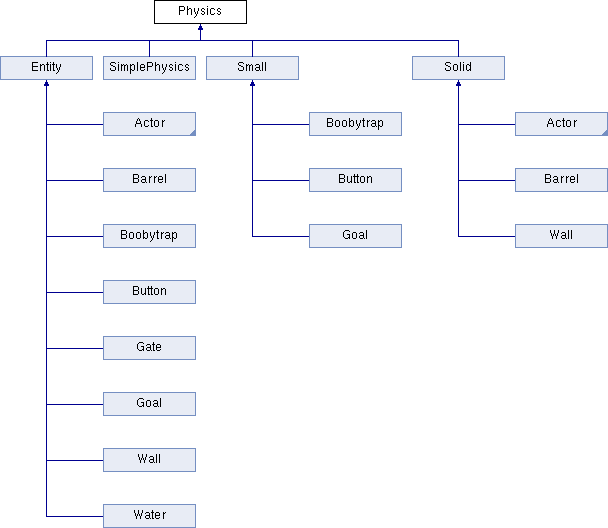 Physics
Entity
SimplePhysics
Small
Solid
Actor
Boobytrap
Actor
Barrel
Button
Barrel
Boobytrap
Goal
Wall
Button
Gate
Goal
Wall
Water